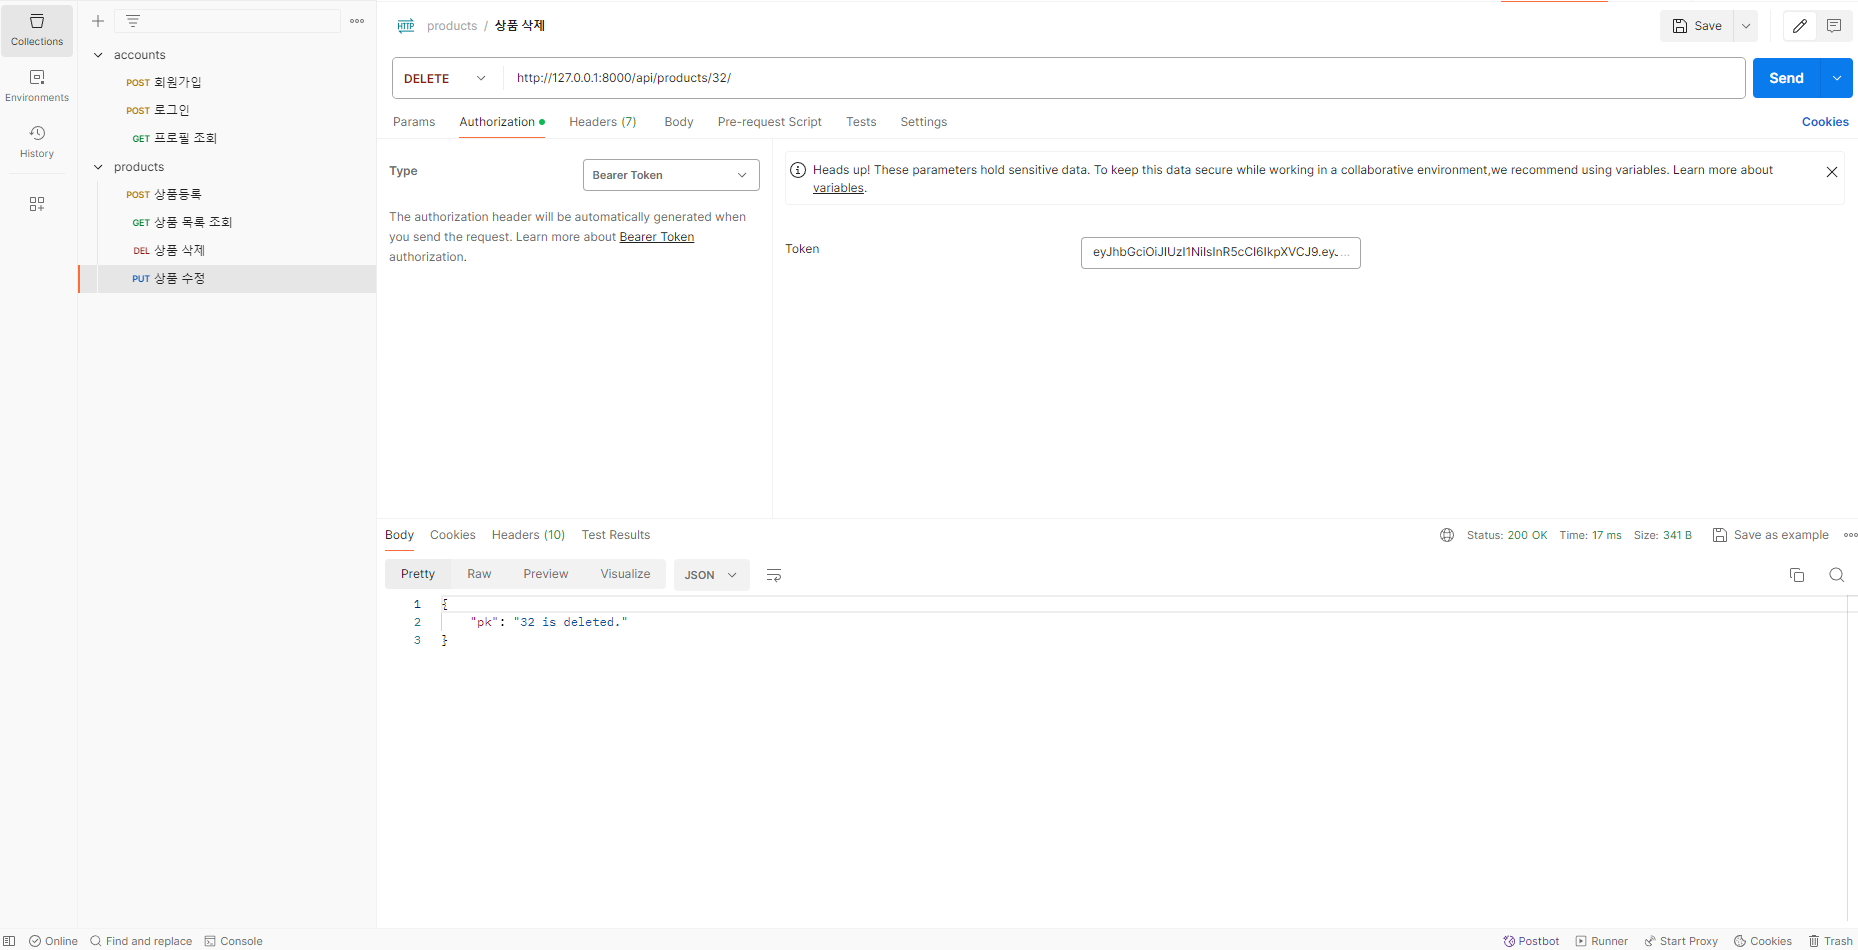 Collections
Environments
History
accounts
POST 회원가입
POST 로그인
GET 프로필 조회
products
POST 상품등록
GET 상품 목록 조회
DEL 상품 삭제
PUT 상품 수정
HTTP products / 상품 삭제
Save
DELETE http://127.0.0.1:8000/api/products/32/
Send
Params Authorization Headers (7) Body Pre-request Script Tests Settings
Cookies
Type
Bearer Token
The authorization header will be automatically generated when
you send the request. Learn more about Bearer Token
authorization.
Heads up! These parameters hold sensitive data. To keep this data secure while working in a collaborative environment,we recommend using variables. Learn more about
variables.
Token
eyJhbGciOiJIUzI1NiIsInR5cCI6IkpXVCJ9.eyJ...
Body Cookies Headers (10) Test Results
Status: 200 OK Time: 17 ms Size: 341 B Save as example
Pretty Raw Preview Visualize JSON
1 {
2 "pk": "32 is deleted."
3 }
Online Find and replace Console
Postbot Runner Start Proxy Cookies Trash